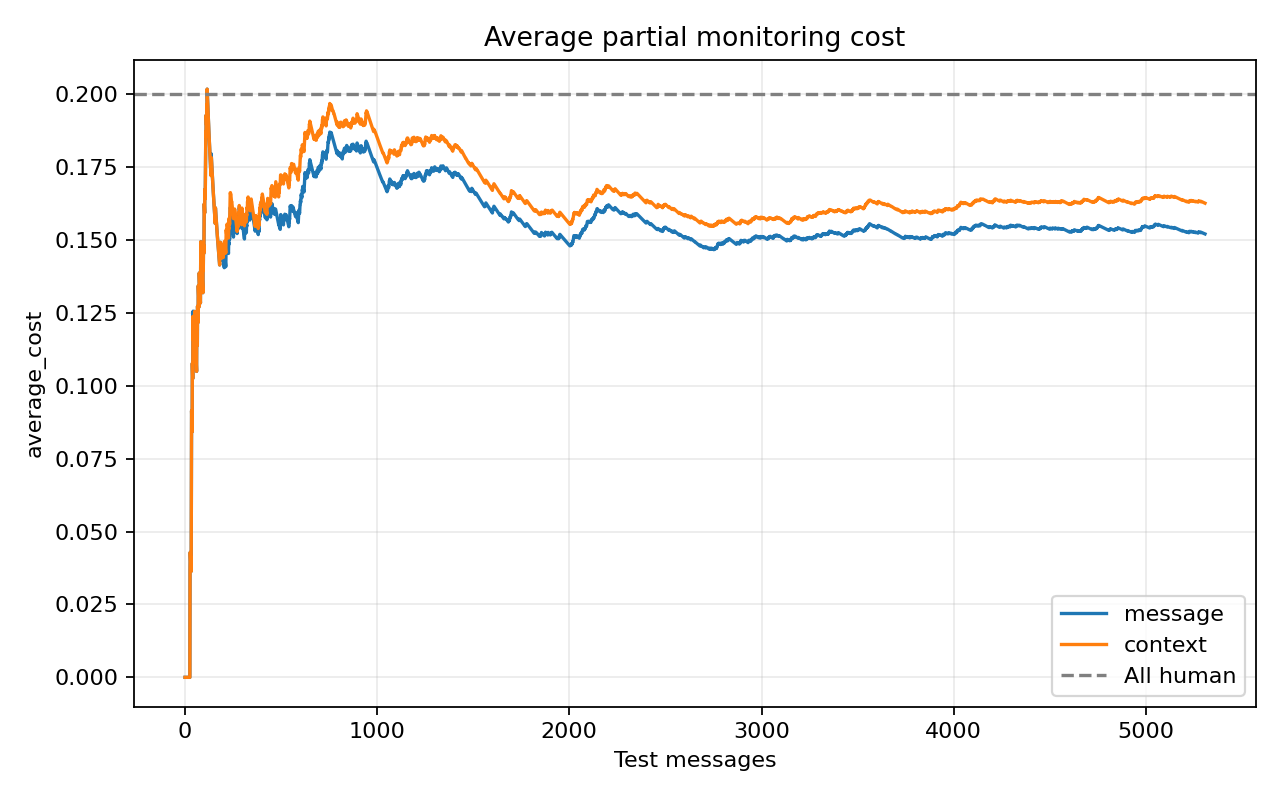 Average partial monitoring cost
average_cost
0.200
0.175
0.150
0.125
0.100
0.075
0.050
0.025
0.000
0 1000 2000 3000 4000 5000
Test messages
message
context
All human